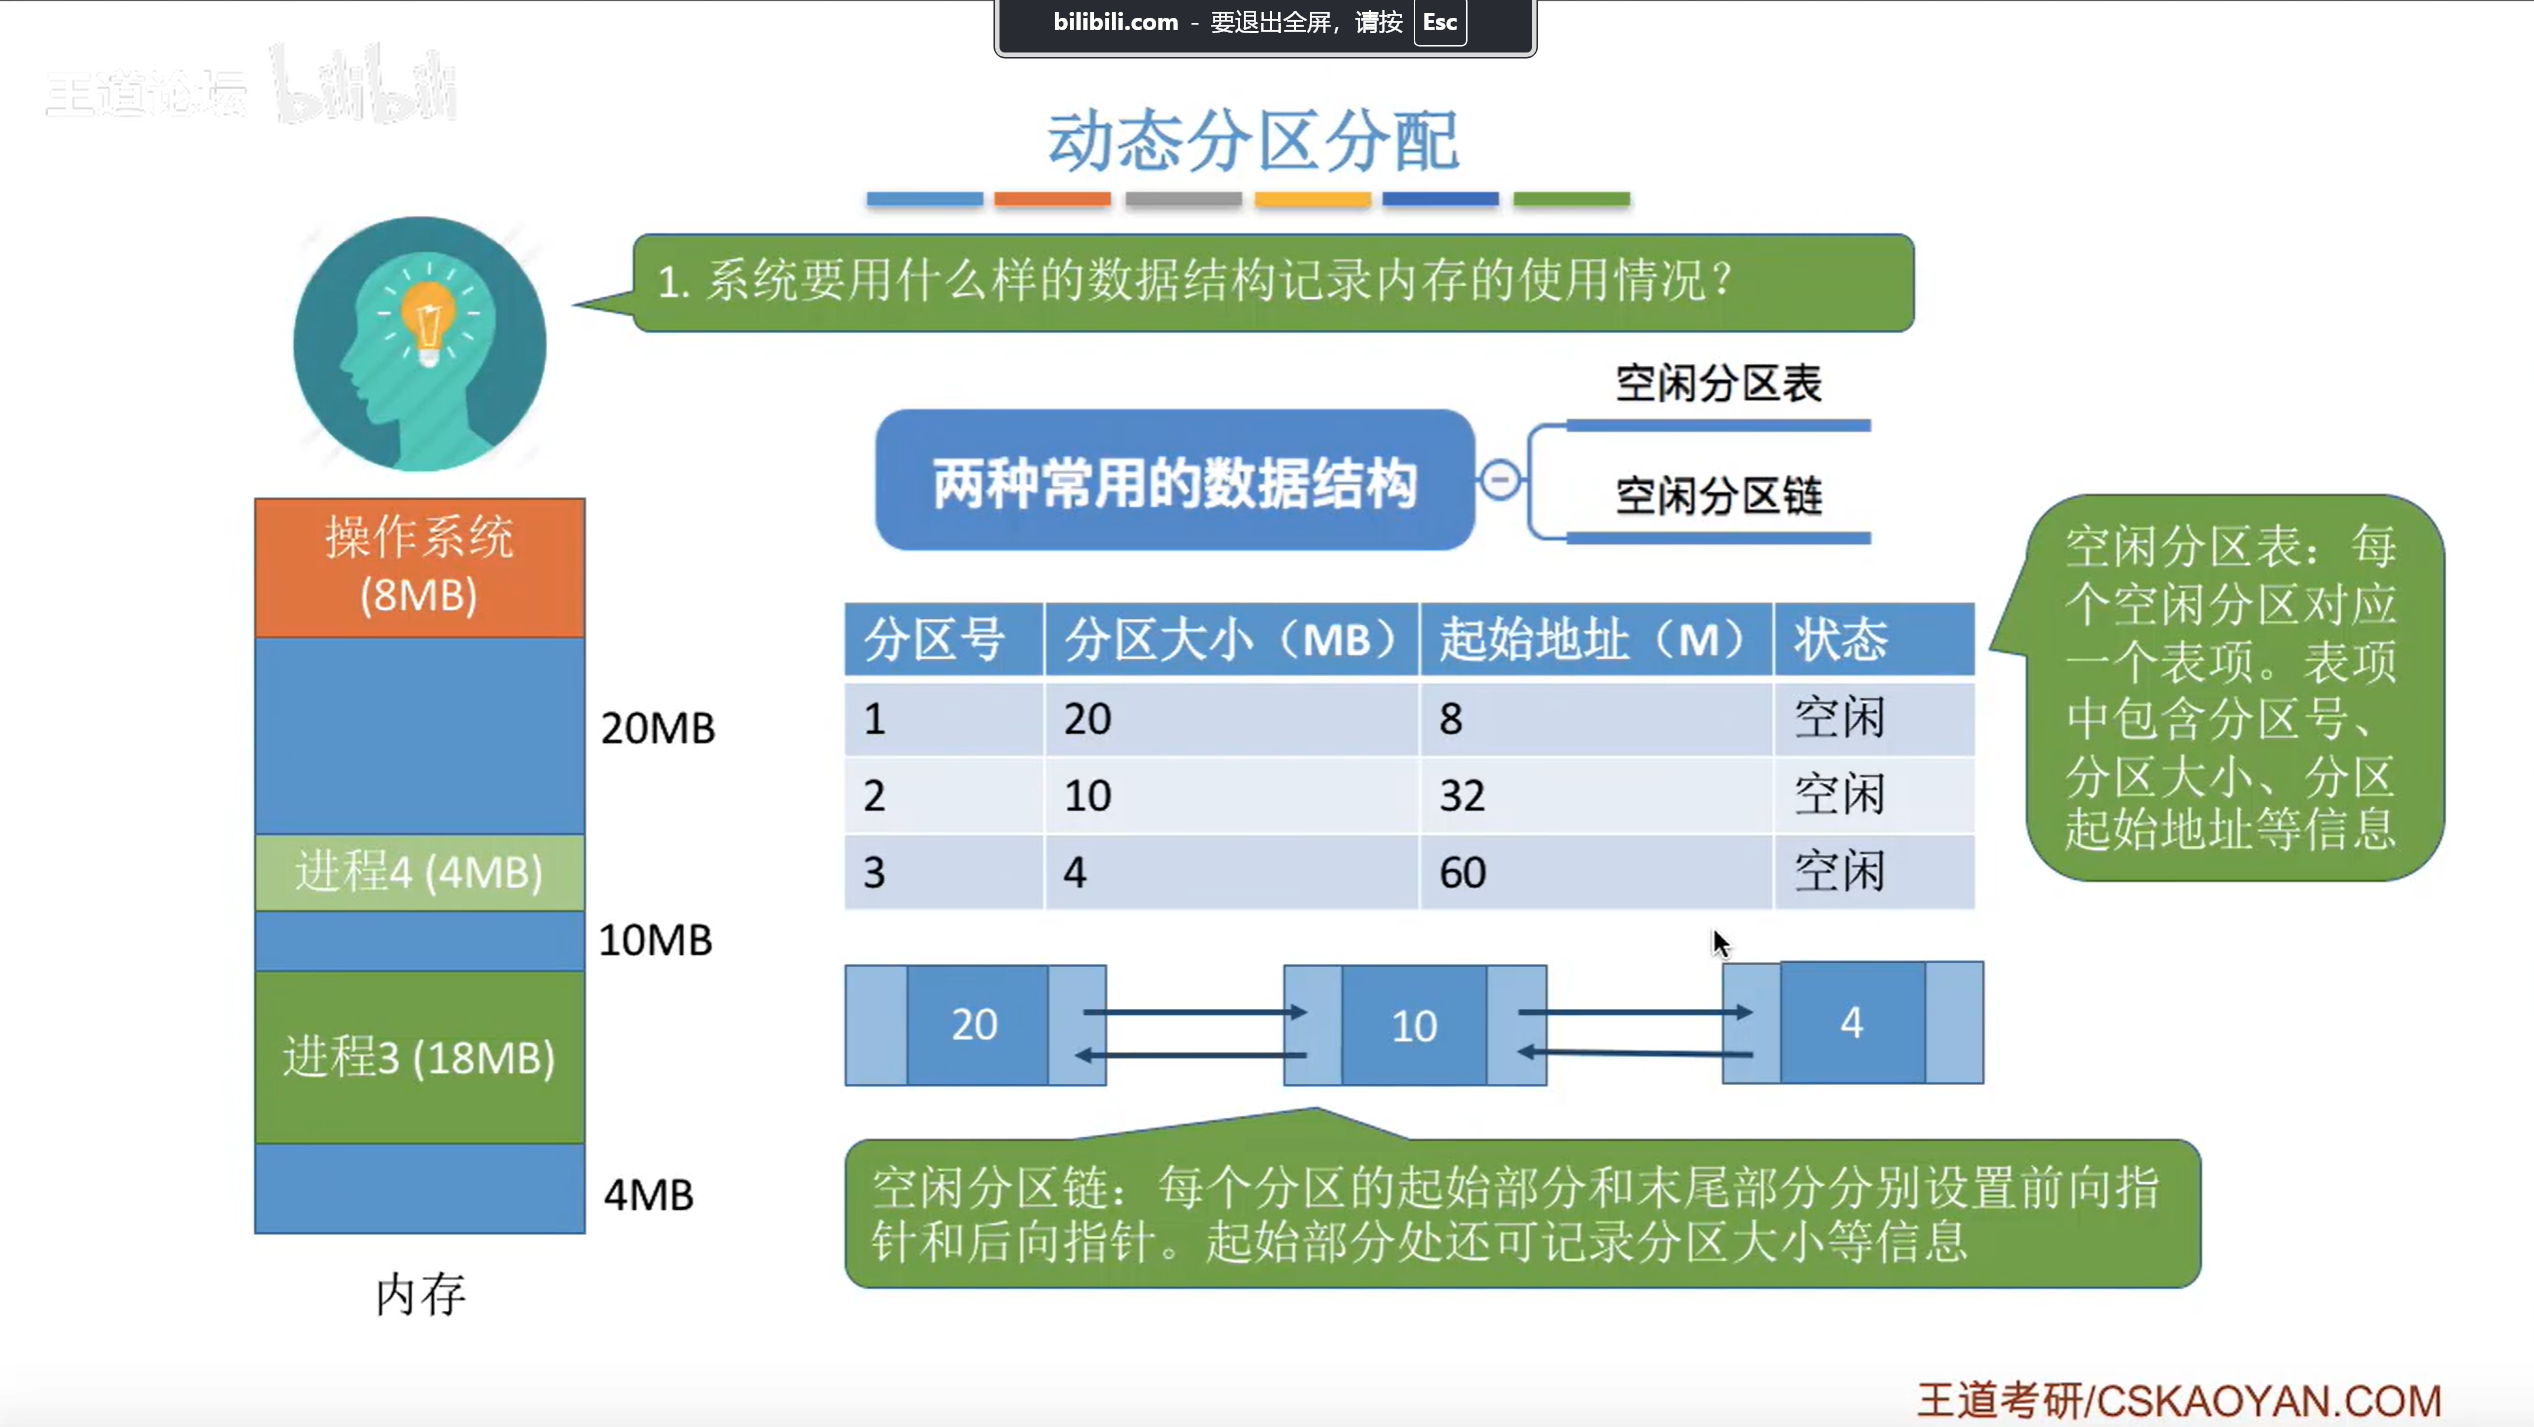 bilibili.com - 要退出全屏，请按 Esc
王道论坛 bilibili
动态分区分配
1. 系统要用什么样的数据结构记录内存的使用情况？
两种常用的数据结构
空闲分区表
空闲分区链
操作系统
(8MB)
20MB
进程4 (4MB)
10MB
进程3 (18MB)
4MB
内存
分区号 分区大小（MB） 起始地址（M） 状态
1 20 8 空闲
2 10 32 空闲
3 4 60 空闲
空闲分区表：每
个空闲分区对应
一个表项。表项
中包含分区号、
分区大小、分区
起始地址等信息
20 10 4
空闲分区链：每个分区的起始部分和末尾部分分别设置前向指
针和后向指针。起始部分处还可记录分区大小等信息
王道考研/CSKAOYAN.COM